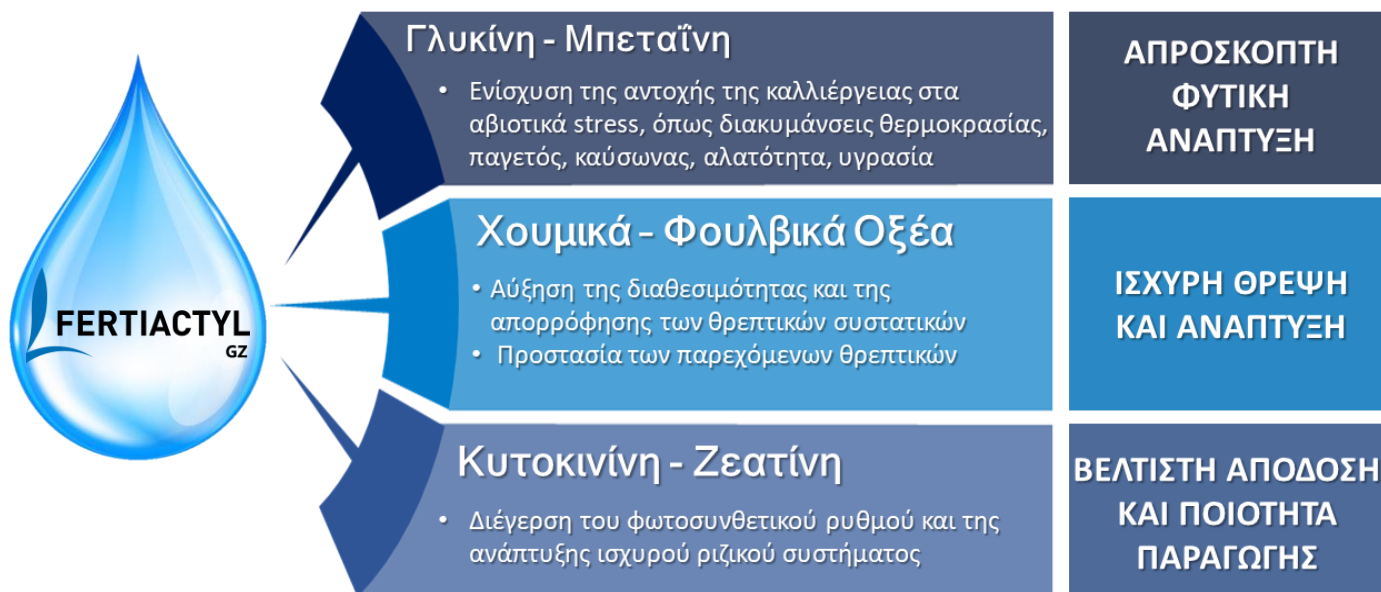 FERTIACTYL
GZ
Γλυκίνη - Μπεταΐνη
• Ενίσχυση της αντοχής της καλλιέργειας στα
αβιοτικά stress, όπως διακυμάνσεις θερμοκρασίας,
παγετός, καύσωνας, αλατότητα, υγρασία
ΑΠΡΟΣΚΟΠΤΗ
ΦΥΤΙΚΗ
ΑΝΑΠΤΥΞΗ
Χουμικά - Φουλβικά Οξέα
• Αύξηση της διαθεσιμότητας και της
απορρόφησης των θρεπτικών συστατικών
• Προστασία των παρεχόμενων θρεπτικών
ΙΣΧΥΡΗ ΘΡΕΨΗ
ΚΑΙ ΑΝΑΠΤΥΞΗ
Κυτοκινίνη - Ζεατίνη
• Διέγερση του φωτοσυνθετικού ρυθμού και της
ανάπτυξης ισχυρού ριζικού συστήματος
ΒΕΛΤΙΣΤΗ ΑΠΟΔΟΣΗ
ΚΑΙ ΠΟΙΟΤΗΤΑ
ΠΑΡΑΓΩΓΗΣ